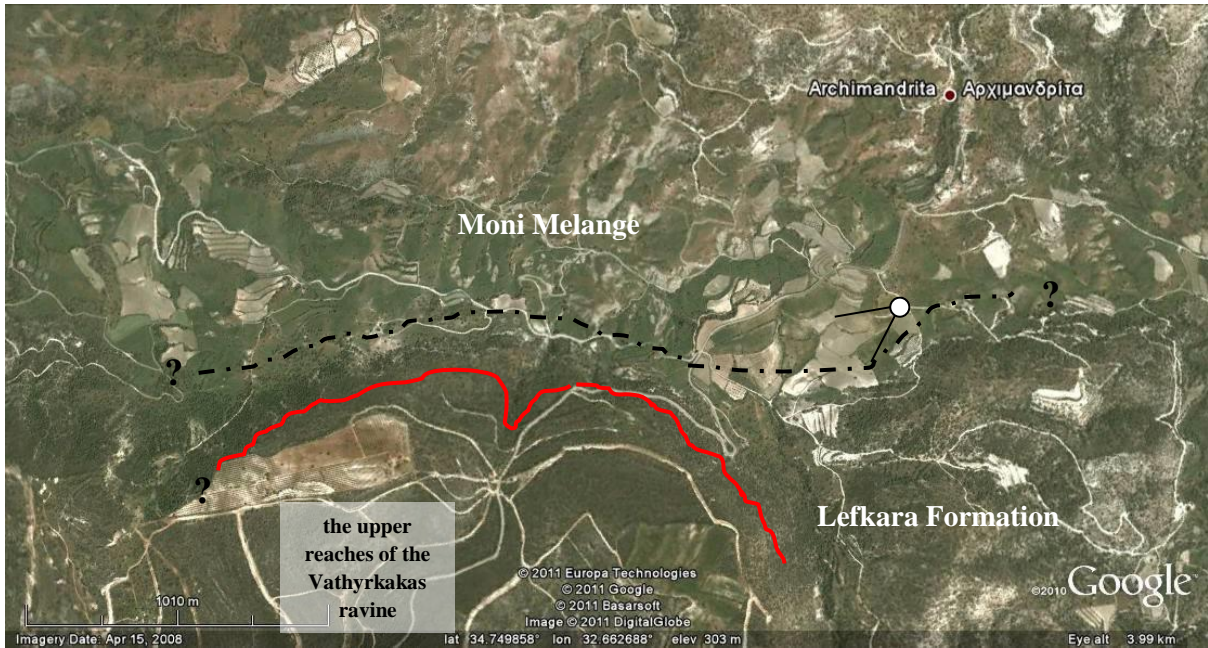 Archimandrita Αρχιμανδρίτα
Moni Melange
?
?
?
Lefkara Formation
the upper
reaches of the
Vathyrkakas
ravine
© 2011 Europa Technologies
© 2011 Google
© 2011 Basarsoft
Image © 2011 DigitalGlobe
©2010 Google™
1010 m
Imagery Date: Apr 15, 2008 lat 34.749858° lon 32.662688° elev 303 m Eye alt 3.99 km